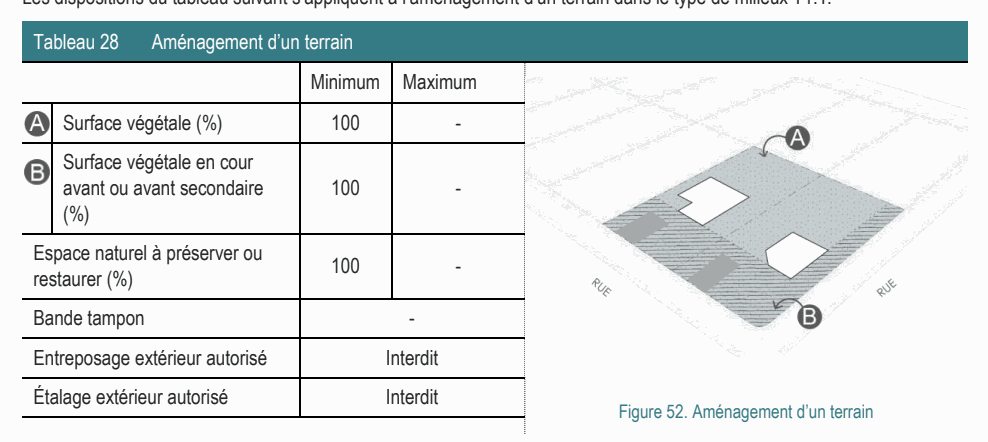 Les dispositions du tableau suivant s'appliquent à l'aménagement d'un terrain dans le type de milieux T1.1.
Tableau 28 Aménagement d'un terrain
Minimum Maximum
A Surface végétale (%) 100 -
B Surface végétale en cour
avant ou avant secondaire
(%) 100 -
Espace naturel à préserver ou
restaurer (%) 100 -
Bande tampon -
Entreposage extérieur autorisé Interdit
Étalage extérieur autorisé Interdit
A
RUE
RUE
B
Figure 52. Aménagement d'un terrain